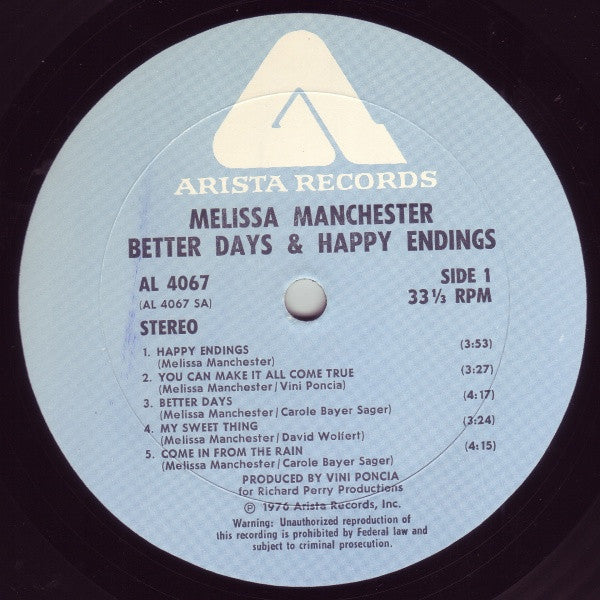 ARISTA RECORDS
MELISSA MANCHESTER
BETTER DAYS & HAPPY ENDINGS
AL 4067
(AL 4067 SA)
STEREO
SIDE 1
33⅓ RPM
1. HAPPY ENDINGS (3:53)
(Melissa Manchester)
2. YOU CAN MAKE IT ALL COME TRUE (3:27)
(Melissa Manchester/Vini Poncia)
3. BETTER DAYS (4:17)
(Melissa Manchester/Carole Bayer Sager)
4. MY SWEET THING (3:24)
(Melissa Manchester/David Wolfert)
5. COME IN FROM THE RAIN (4:15)
(Melissa Manchester/Carole Bayer Sager)
PRODUCED BY VINI PONCIA
for Richard Perry Productions
℗ 1976 Arista Records, Inc.
Warning: Unauthorized reproduction of
this recording is prohibited by Federal law and
subject to criminal prosecution.